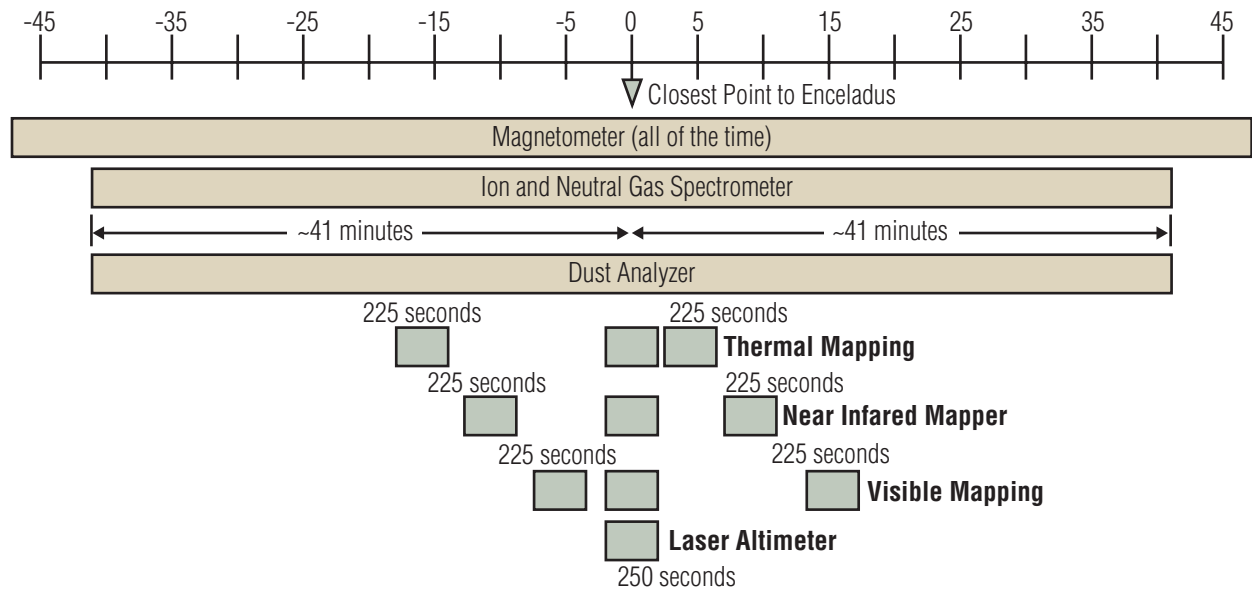 -45 -35 -25 -15 -5 0 5 15 25 35 45
Closest Point to Enceladus
Magnetometer (all of the time)
Ion and Neutral Gas Spectrometer
~41 minutes ~41 minutes
Dust Analyzer
225 seconds 225 seconds
Thermal Mapping
225 seconds 225 seconds
Near Infared Mapper
225 seconds 225 seconds
Visible Mapping
Laser Altimeter
250 seconds